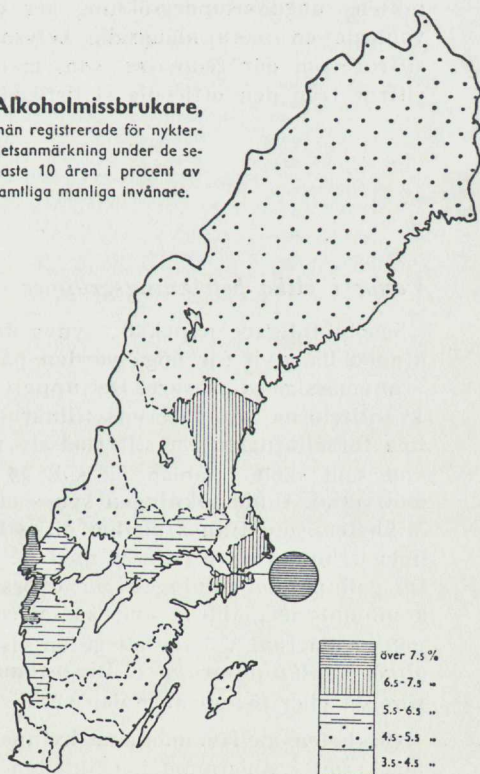 Alkoholmissbrukare,
män registrerade för nykter-
hetsanmärkning under de se-
naste 10 åren i procent av
samtliga manliga invånare.
över 7.5 %
6.5–7.5 „
5.5–6.5 „
4.5–5.5 „
3.5–4.5 „